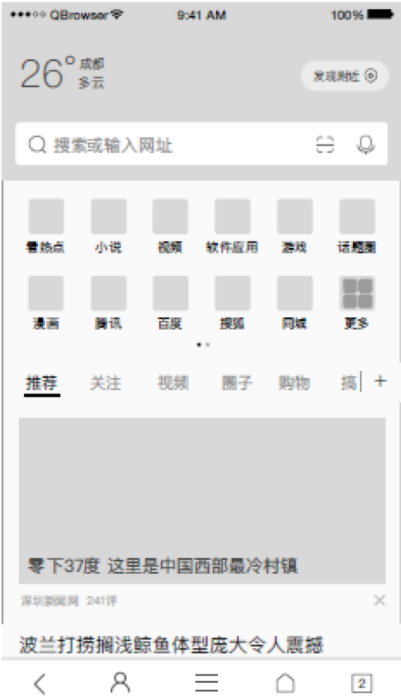 QBrowser 9:41 AM 100%
26° 成都
多云
发现附近
搜索或输入网址
看热点 小说 视频 软件应用 游戏 话题圈
漫画 腾讯 百度 搜狐 同城 更多
推荐 关注 视频 圈子 购物 搞 +
零下37度 这里是中国西部最冷村镇
深圳新闻网 241评
波兰打捞搁浅鲸鱼体型庞大令人震撼
2